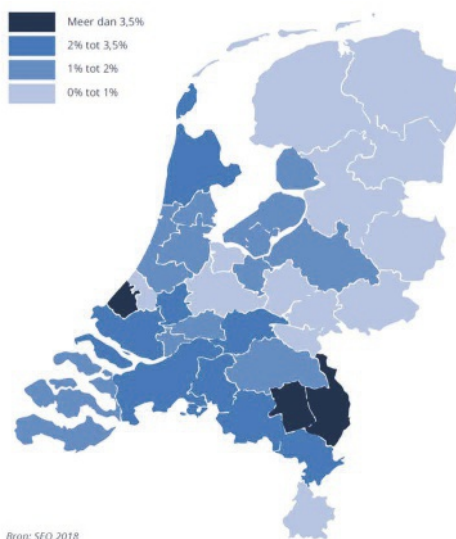 Meer dan 3,5%
2% tot 3,5%
1% tot 2%
0% tot 1%
Bron: SEO 2018